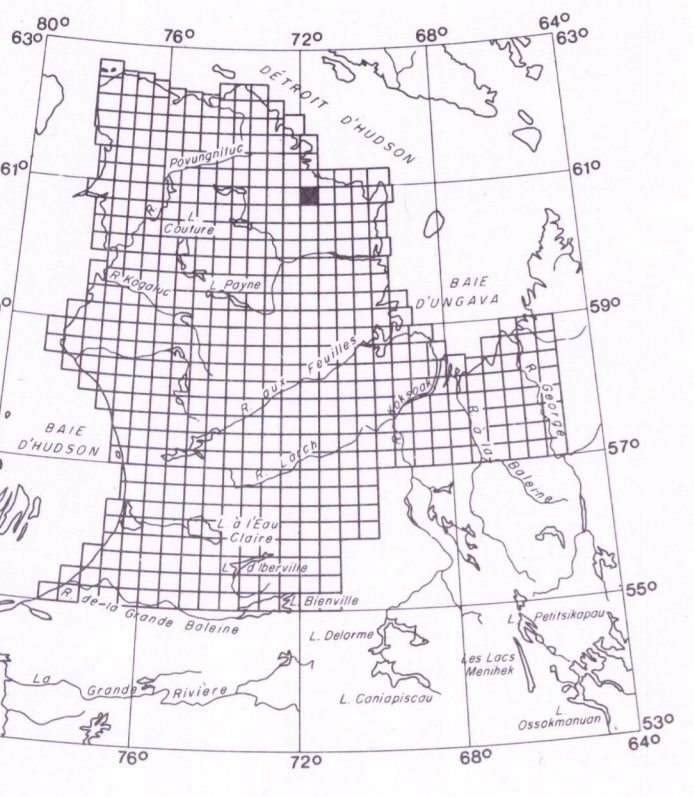 80°
76°
72°
68°
64°
63°
63°
DÉTROIT D'HUDSON
Povungnituc
61°
61°
R.
L.
Couture
R. Kogaluc
L. Payne
BAIE
D'UNGAVA
59°
R. aux Feuilles
Koksoak
R.
R. George
BAIE
D'HUDSON
R. Larch
R. à la Baleine
57°
L. à l'Eau
Claire
L. d'Iberville
55°
R. de-la Grande Baleine
L. Bienville
L. Petitsikapau
L. Delorme
Les Lacs
Menihek
La Grande Rivière
L. Caniapiscau
L.
Ossokmanuan
53°
76°
72°
68°
64°